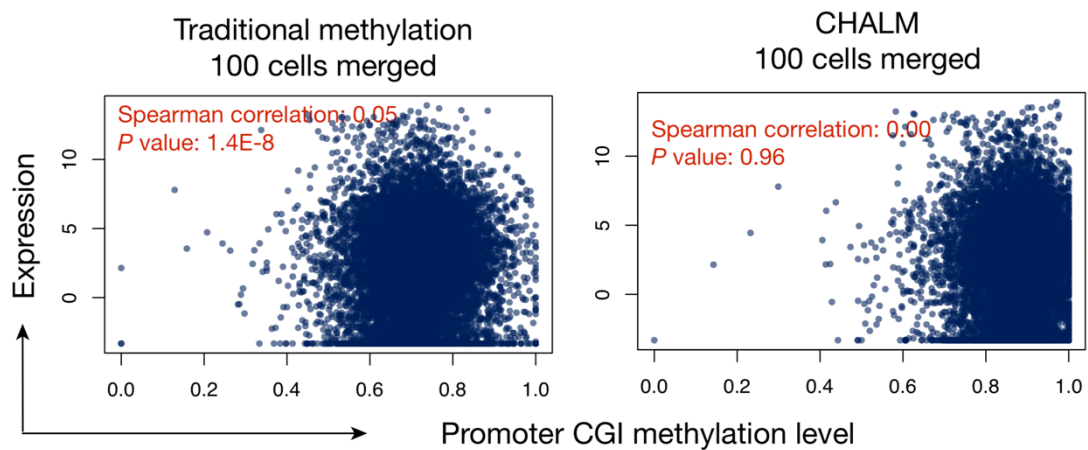 Traditional methylation
100 cells merged
Spearman correlation: 0.05
P value: 1.4E-8
10
5
0
0.0 0.2 0.4 0.6 0.8 1.0
CHALM
100 cells merged
Spearman correlation: 0.00
P value: 0.96
10
5
0
0.0 0.2 0.4 0.6 0.8 1.0
Expression
Promoter CGI methylation level